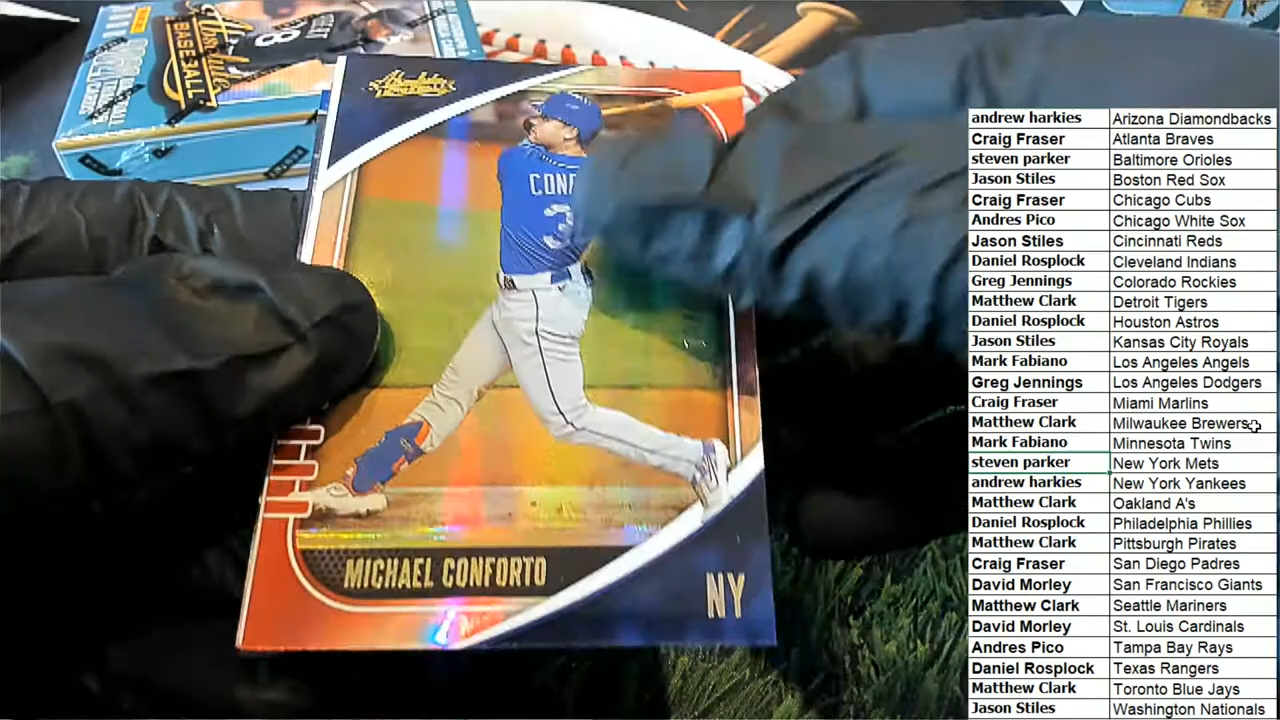 Absolute
BASEBALL
Absolute
BASEBALL
CONF
3
MICHAEL CONFORTO
NY
andrew harkies Arizona Diamondbacks
Craig Fraser Atlanta Braves
steven parker Baltimore Orioles
Jason Stiles Boston Red Sox
Craig Fraser Chicago Cubs
Andres Pico Chicago White Sox
Jason Stiles Cincinnati Reds
Daniel Rosplock Cleveland Indians
Greg Jennings Colorado Rockies
Matthew Clark Detroit Tigers
Daniel Rosplock Houston Astros
Jason Stiles Kansas City Royals
Mark Fabiano Los Angeles Angels
Greg Jennings Los Angeles Dodgers
Craig Fraser Miami Marlins
Matthew Clark Milwaukee Brewers
Mark Fabiano Minnesota Twins
steven parker New York Mets
andrew harkies New York Yankees
Matthew Clark Oakland A's
Daniel Rosplock Philadelphia Phillies
Matthew Clark Pittsburgh Pirates
Craig Fraser San Diego Padres
David Morley San Francisco Giants
Matthew Clark Seattle Mariners
David Morley St. Louis Cardinals
Andres Pico Tampa Bay Rays
Daniel Rosplock Texas Rangers
Matthew Clark Toronto Blue Jays
Jason Stiles Washington Nationals